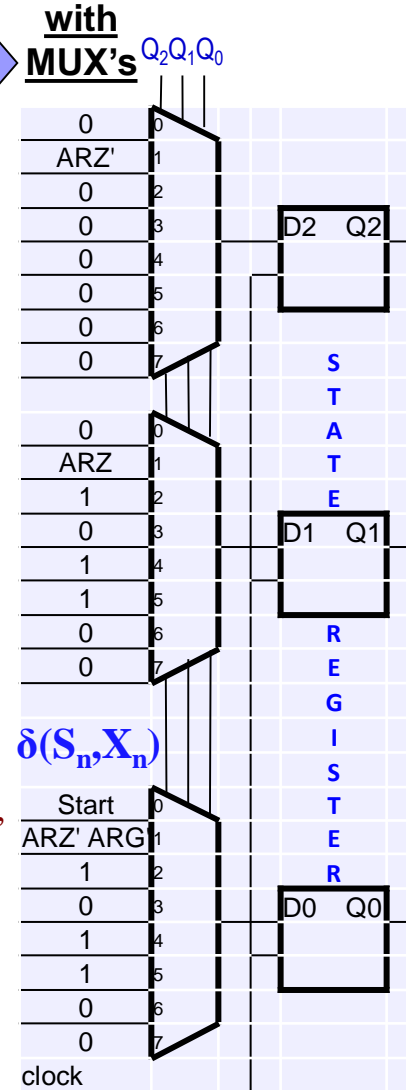 with
MUX's Q₂Q₁Q₀
0 0
ARZ' 1
0 2
0 3 D2 Q2
0 4
0 5
0 6
0 7
S
T
A
T
E
0 0
ARZ 1
1 2
0 3 D1 Q1
1 4
1 5
0 6
0 7
R
E
G
I
S
T
E
R
δ(Sₙ,Xₙ)
Start 0
ARZ' ARG' 1
1 2
0 3 D0 Q0
1 4
1 5
0 6
0 7
clock